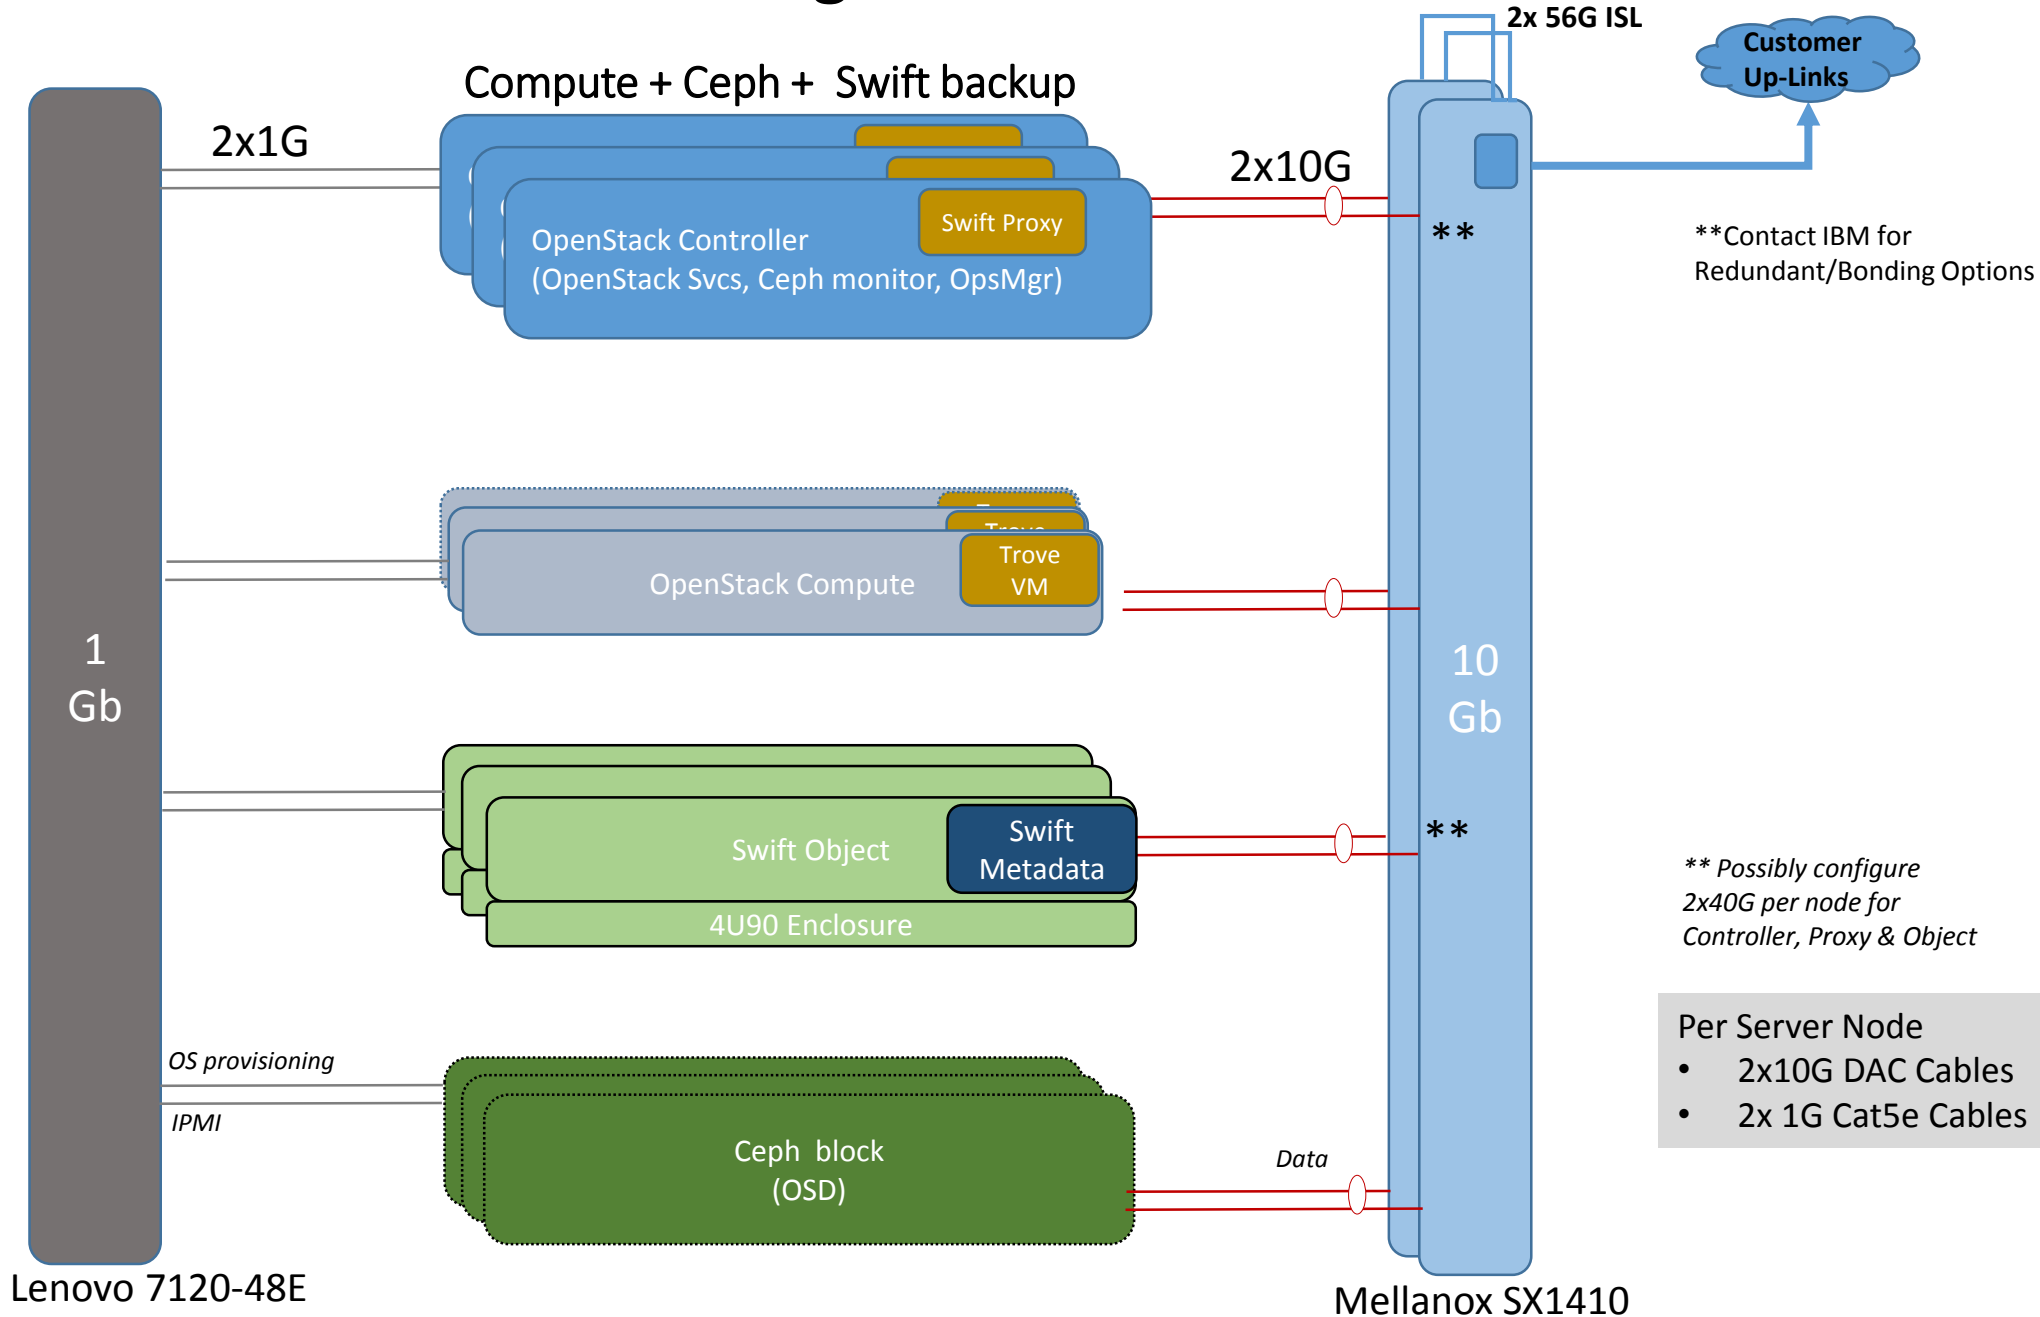 2x 56G ISL
Customer
Up-Links
Compute + Ceph + Swift backup
2x1G
2x10G
Swift Proxy
OpenStack Controller
(OpenStack Svcs, Ceph monitor, OpsMgr)
**
**Contact IBM for
Redundant/Bonding Options
Trove
Trove
VM
OpenStack Compute
1
Gb
10
Gb
Swift Object
Swift
Metadata
4U90 Enclosure
**
** Possibly configure
2x40G per node for
Controller, Proxy & Object
Per Server Node
• 2x10G DAC Cables
• 2x 1G Cat5e Cables
OS provisioning
IPMI
Ceph block
(OSD)
Data
Lenovo 7120-48E
Mellanox SX1410